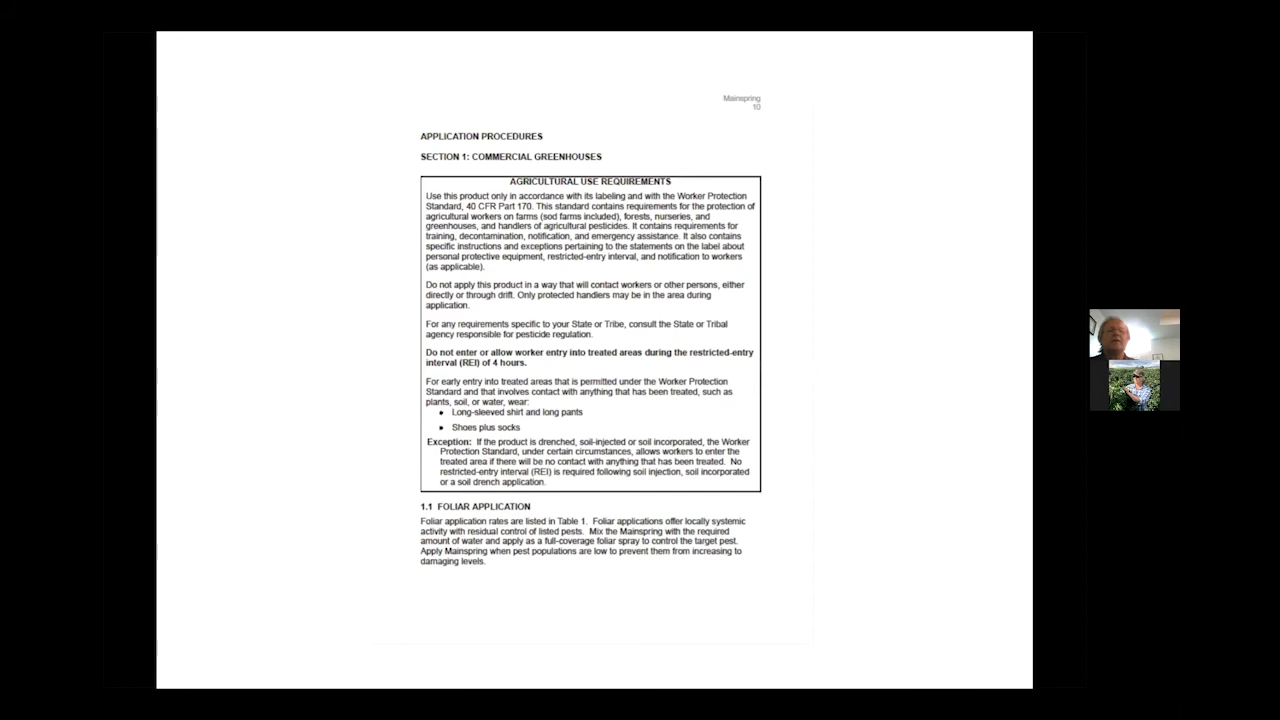 Mainspring
10
APPLICATION PROCEDURES
SECTION 1: COMMERCIAL GREENHOUSES
AGRICULTURAL USE REQUIREMENTS
Use this product only in accordance with its labeling and with the Worker Protection
Standard, 40 CFR Part 170. This standard contains requirements for the protection of
agricultural workers on farms (sod farms included), forests, nurseries, and
greenhouses, and handlers of agricultural pesticides. It contains requirements for
training, decontamination, notification, and emergency assistance. It also contains
specific instructions and exceptions pertaining to the statements on the label about
personal protective equipment, restricted-entry interval, and notification to workers
(as applicable).
Do not apply this product in a way that will contact workers or other persons, either
directly or through drift. Only protected handlers may be in the area during
application.
For any requirements specific to your State or Tribe, consult the State or Tribal
agency responsible for pesticide regulation.
Do not enter or allow worker entry into treated areas during the restricted-entry
interval (REI) of 4 hours.
For early entry into treated areas that is permitted under the Worker Protection
Standard and that involves contact with anything that has been treated, such as
plants, soil, or water, wear:
• Long-sleeved shirt and long pants
• Shoes plus socks
Exception: If the product is drenched, soil-injected or soil incorporated, the Worker
Protection Standard, under certain circumstances, allows workers to enter the
treated area if there will be no contact with anything that has been treated. No
restricted-entry interval (REI) is required following soil injection, soil incorporated
or a soil drench application.
1.1 FOLIAR APPLICATION
Foliar application rates are listed in Table 1. Foliar applications offer locally systemic
activity with residual control of listed pests. Mix the Mainspring with the required
amount of water and apply as a full-coverage foliar spray to control the target pest.
Apply Mainspring when pest populations are low to prevent them from increasing to
damaging levels.